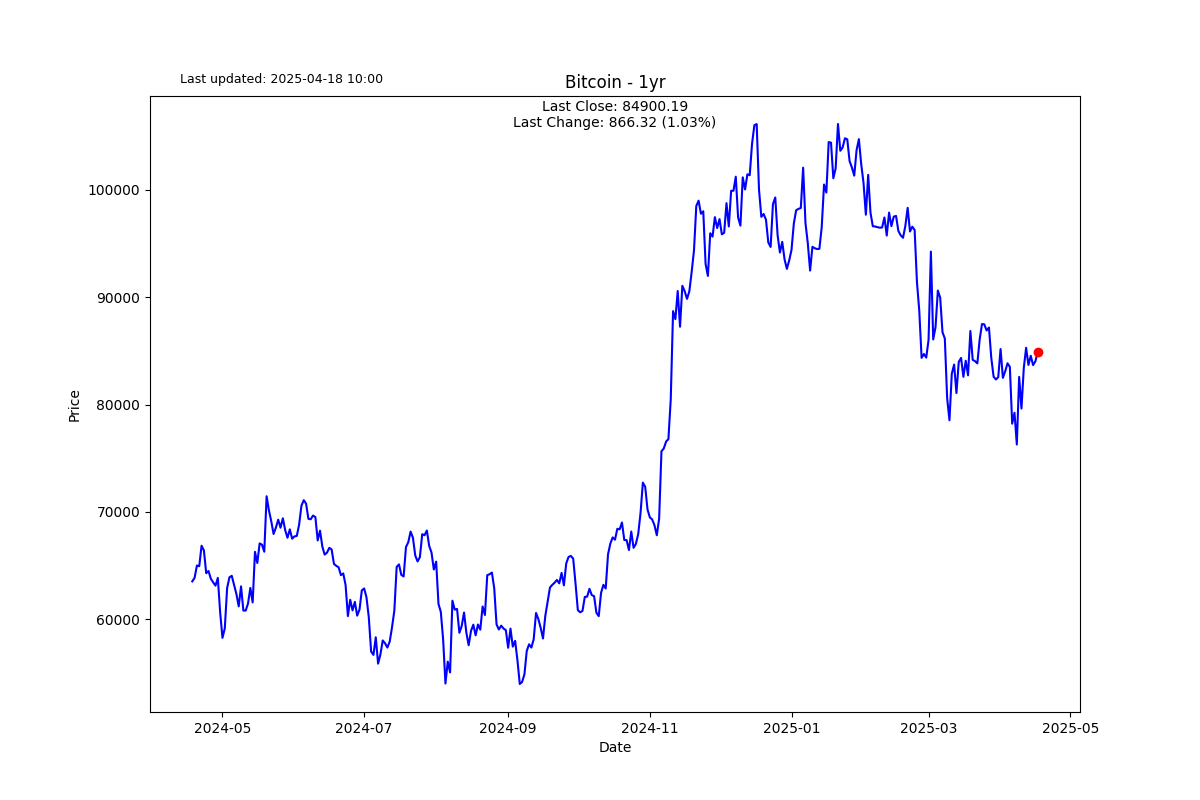 Last updated: 2025-04-18 10:00
Bitcoin - 1yr
Last Close: 84900.19
Last Change: 866.32 (1.03%)
100000
90000
80000
70000
60000
Price
2024-05
2024-07
2024-09
2024-11
2025-01
2025-03
2025-05
Date